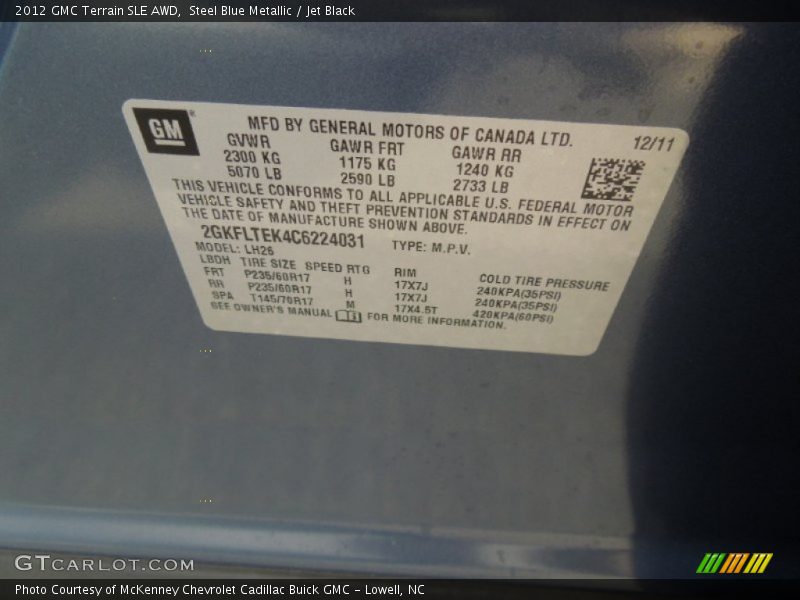 2012 GMC Terrain SLE AWD, Steel Blue Metallic / Jet Black
GM
MFD BY GENERAL MOTORS OF CANADA LTD. 12/11
GVWR GAWR FRT GAWR RR
2300 KG 1175 KG 1240 KG
5070 LB 2590 LB 2733 LB
THIS VEHICLE CONFORMS TO ALL APPLICABLE U.S. FEDERAL MOTOR
VEHICLE SAFETY AND THEFT PREVENTION STANDARDS IN EFFECT ON
THE DATE OF MANUFACTURE SHOWN ABOVE.
2GKFLTEK4C6224031 TYPE: M.P.V.
MODEL: LH26
LBDH TIRE SIZE SPEED RTG RIM COLD TIRE PRESSURE
FRT P235/60R17 H 17X7J 240KPA(35PSI)
RR P235/60R17 H 17X7J 240KPA(35PSI)
SPA T145/70R17 M 17X4.5T 420KPA(60PSI)
SEE OWNER'S MANUAL FOR MORE INFORMATION.
GTCARLOT.COM
Photo Courtesy of McKenney Chevrolet Cadillac Buick GMC - Lowell, NC